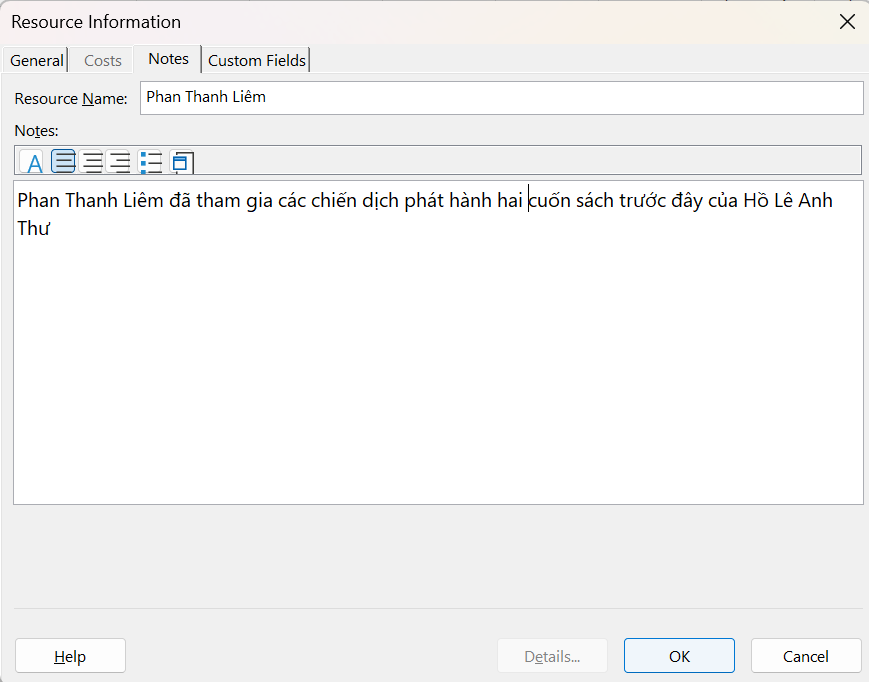 Resource Information
General
Costs
Notes
Custom Fields
Resource Name:
Phan Thanh Liêm
Notes:
A
Phan Thanh Liêm đã tham gia các chiến dịch phát hành hai cuốn sách trước đây của Hồ Lê Anh
Thư
Help
Details...
OK
Cancel